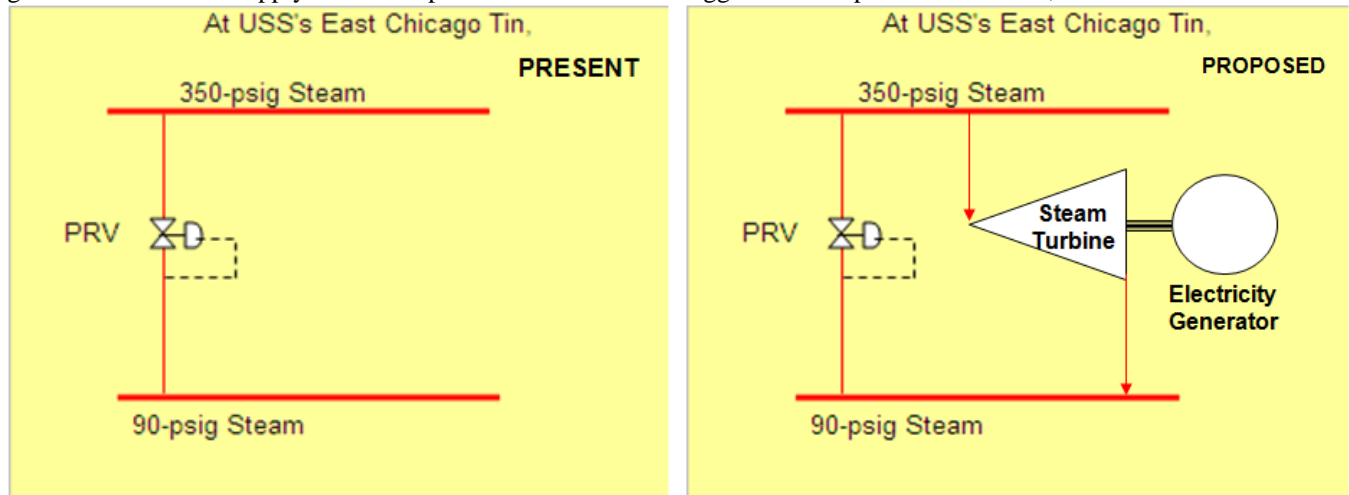 At USS's East Chicago Tin,
PRESENT
350-psig Steam
PRV
90-psig Steam
At USS's East Chicago Tin,
PROPOSED
350-psig Steam
PRV
Steam
Turbine
Electricity
Generator
90-psig Steam